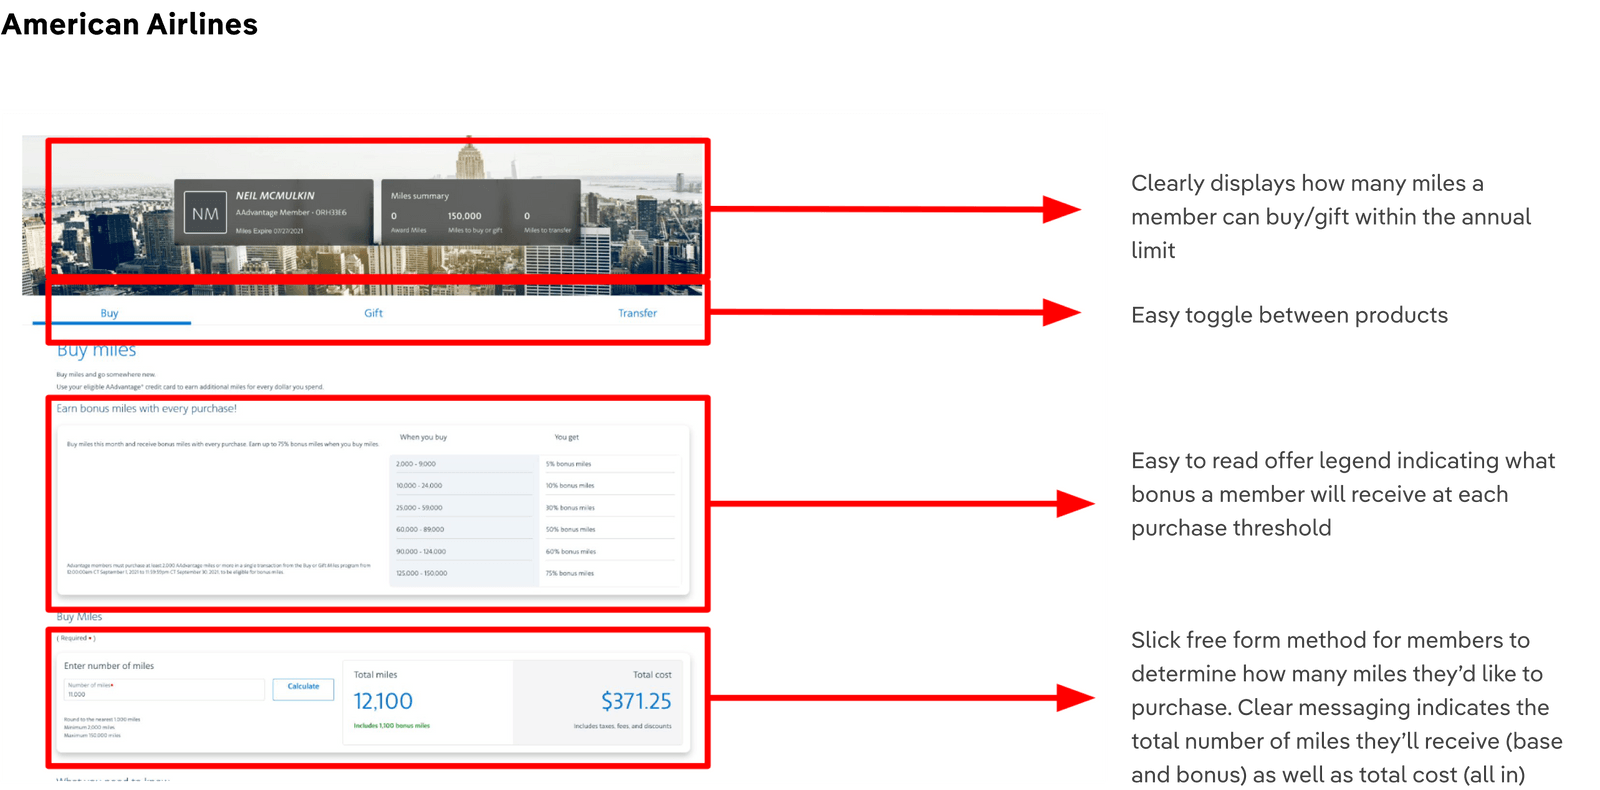 American Airlines
NM
NEIL MCMULKIN
AAdvantage Member - 0RH33E6
Miles Expire 07/27/2021
Miles summary
0 150,000 0
Award Miles Miles to buy or gift Miles to transfer
Clearly displays how many miles a
member can buy/gift within the annual
limit
Buy Gift Transfer
Easy toggle between products
Buy miles
Buy miles and go somewhere new.
Use your eligible AAdvantage® credit card to earn additional miles for every dollar you spend.
Earn bonus miles with every purchase!
Buy miles this month and receive bonus miles with every purchase. Earn up to 75% bonus miles when you buy miles.
When you buy You get
2,000 - 9,000 5% bonus miles
10,000 - 24,000 10% bonus miles
25,000 - 59,000 30% bonus miles
60,000 - 89,000 50% bonus miles
90,000 - 124,000 60% bonus miles
125,000 - 150,000 75% bonus miles
Advantage members must purchase at least 2,000 AAdvantage miles or more in a single transaction from the Buy or Gift Miles program from
12:00:00am CT September 1, 2021 to 11:59:59pm CT September 30, 2021, to be eligible for bonus miles.
Easy to read offer legend indicating what
bonus a member will receive at each
purchase threshold
Buy Miles
( Required • )
Enter number of miles
Number of miles•
11,000
Calculate
Round to the nearest 1,000 miles
Minimum 2,000 miles
Maximum 150,000 miles
Total miles
12,100
Includes 1,100 bonus miles
Total cost
$371.25
Includes taxes, fees, and discounts
Slick free form method for members to
determine how many miles they’d like to
purchase. Clear messaging indicates the
total number of miles they’ll receive (base
and bonus) as well as total cost (all in)
What you need to know